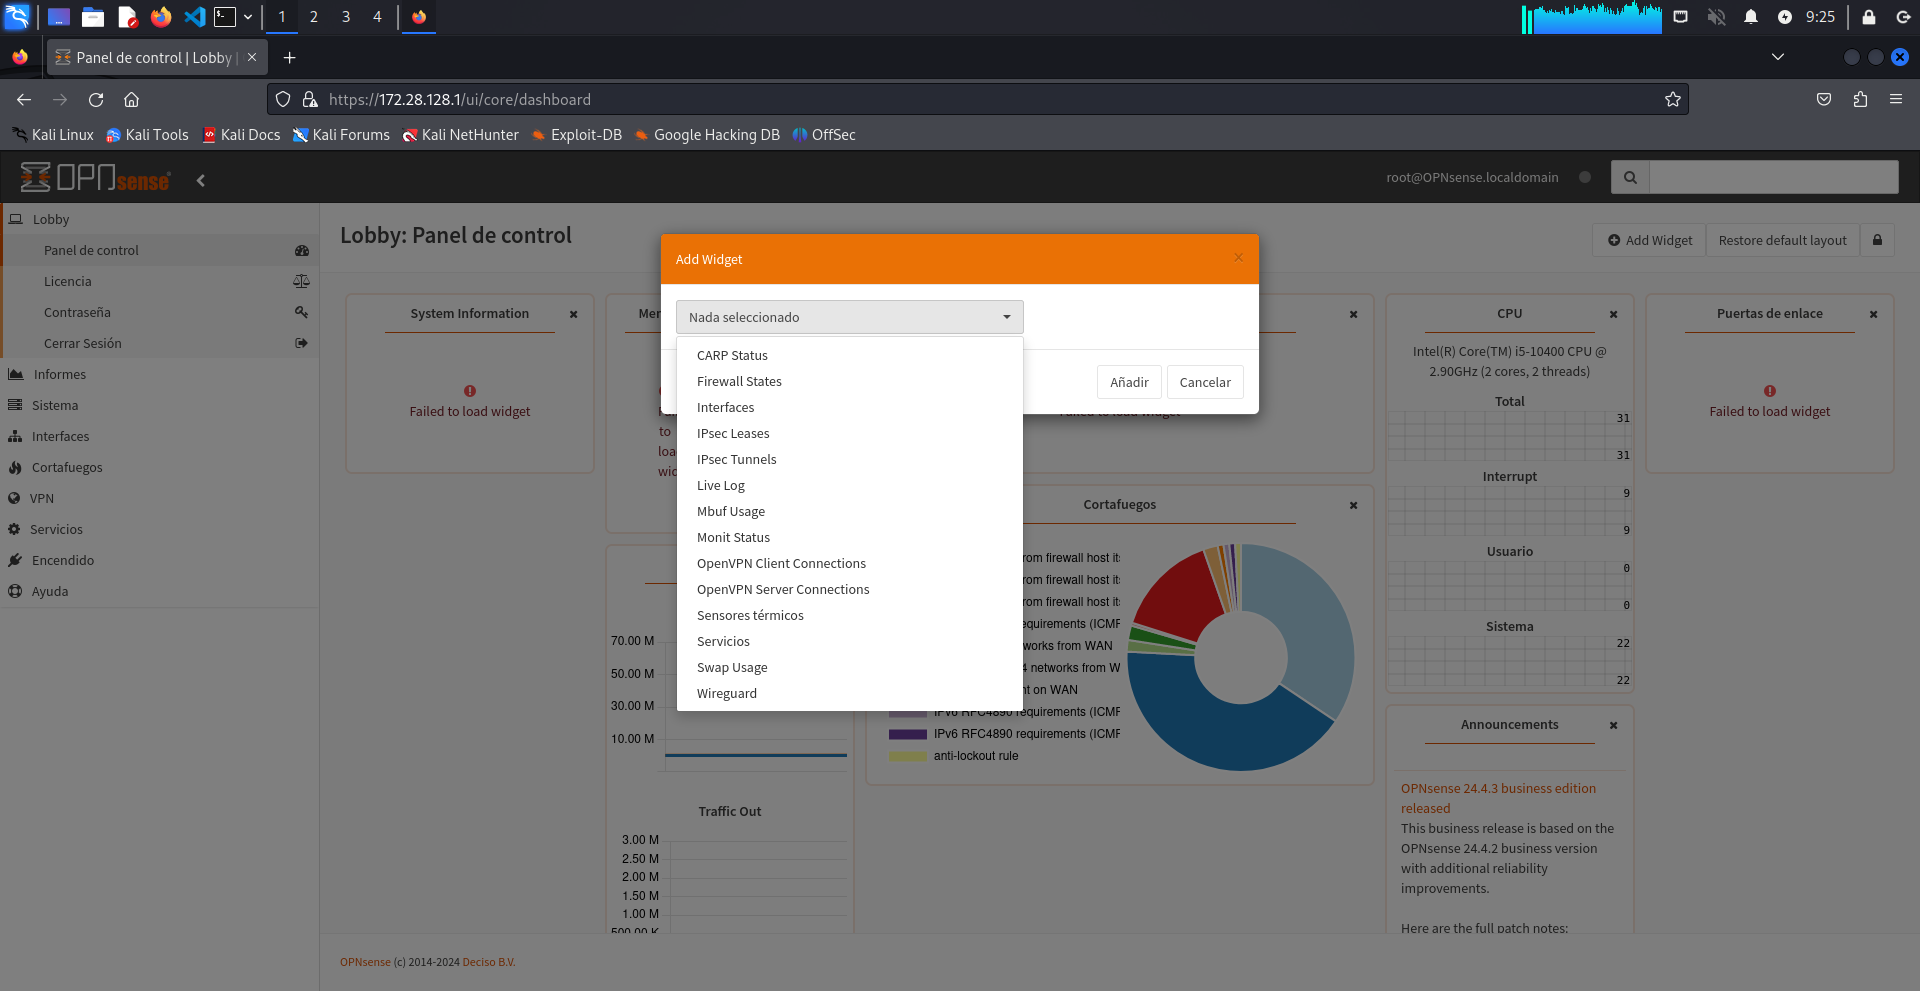 1 2 3 4
9:25
Panel de control | Lobby |
https://172.28.128.1/ui/core/dashboard
Kali Linux Kali Tools Kali Docs Kali Forums Kali NetHunter Exploit-DB Google Hacking DB OffSec
OPNsense
root@OPNsense.localdomain
Lobby
Panel de control
Licencia
Contraseña
Cerrar Sesión
Informes
Sistema
Interfaces
Cortafuegos
VPN
Servicios
Encendido
Ayuda
Lobby: Panel de control
Add Widget Restore default layout
Add Widget
Nada seleccionado
CARP Status
Firewall States
Interfaces
IPsec Leases
IPsec Tunnels
Live Log
Mbuf Usage
Monit Status
OpenVPN Client Connections
OpenVPN Server Connections
Sensores térmicos
Servicios
Swap Usage
Wireguard
Añadir Cancelar
System Information
Failed to load widget
to
70.00 M
50.00 M
30.00 M
10.00 M
Traffic Out
3.00 M
2.50 M
2.00 M
1.50 M
1.00 M
500.00 K
Failed to load widget
Cortafuegos
rom firewall host its
rom firewall host its
rom firewall host its
equirements (ICMP
works from WAN
4 networks from W
nt on WAN
IPv6 RFC4890 requirements (ICMP
IPv6 RFC4890 requirements (ICMP
anti-lockout rule
CPU
Intel(R) Core(TM) i5-10400 CPU @
2.90GHz (2 cores, 2 threads)
Total
31
31
Interrupt
9
9
Usuario
0
0
Sistema
22
22
Announcements
OPNsense 24.4.3 business edition
released
This business release is based on the
OPNsense 24.4.2 business version
with additional reliability
improvements.
Here are the full patch notes:
Puertas de enlace
Failed to load widget
OPNsense (c) 2014-2024 Deciso B.V.